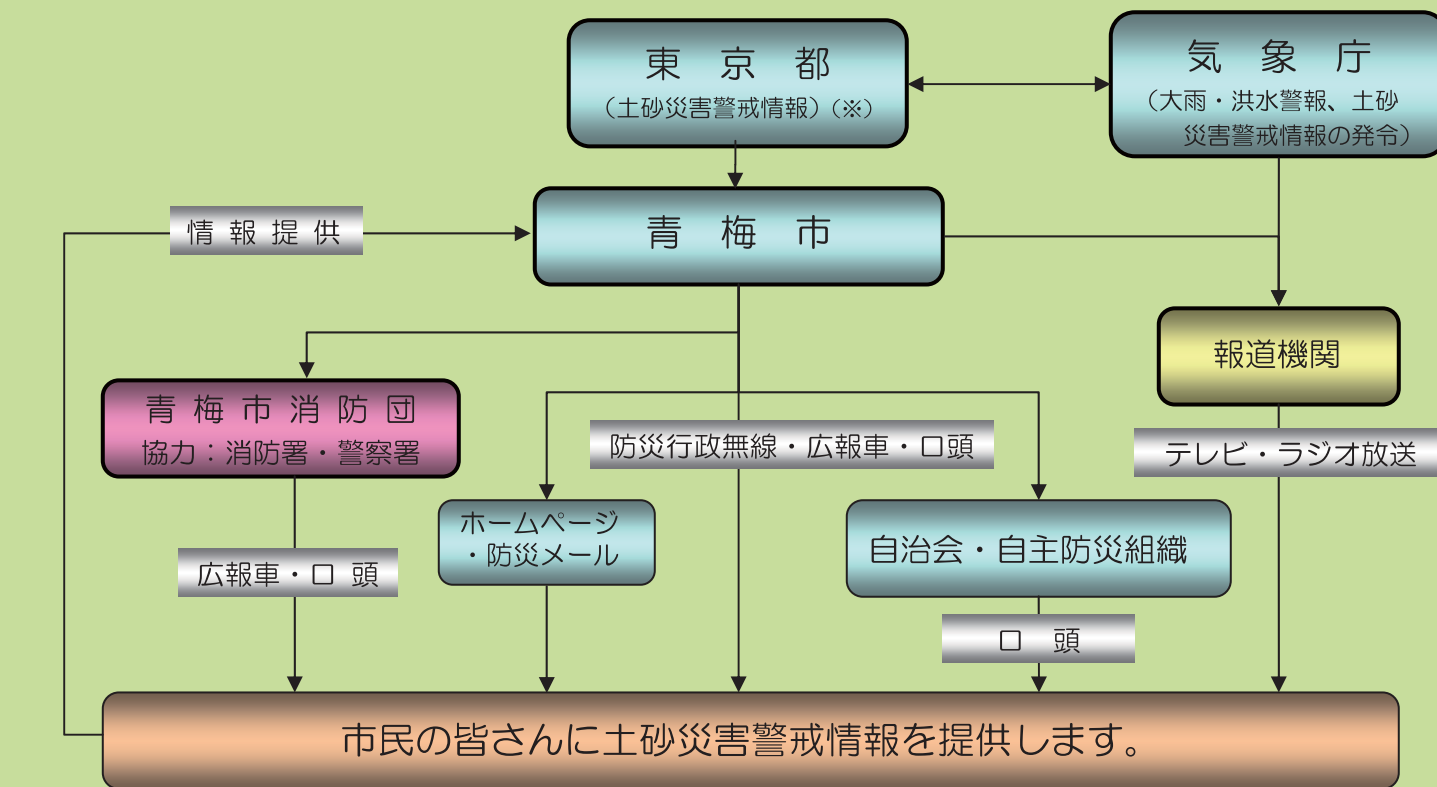 東京都
（土砂災害警戒情報）（※）
気象庁
（大雨・洪水警報、土砂
災害警戒情報の発令）
情報提供
青梅市
報道機関
青梅市消防団
協力：消防署・警察署
防災行政無線・広報車・口頭
テレビ・ラジオ放送
ホームページ
・防災メール
自治会・自主防災組織
広報車・口頭
口頭
市民の皆さんに土砂災害警戒情報を提供します。